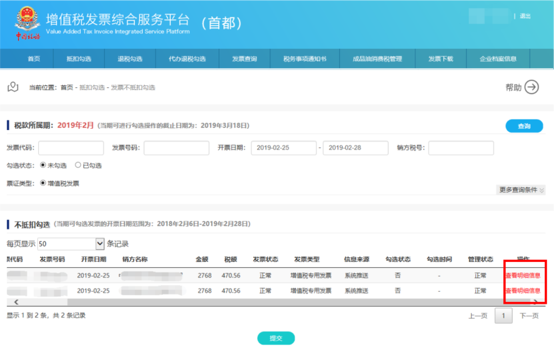 增值税发票综合服务平台 （首都）
Value Added Tax Invoice Integrated Service Platform
退出
首页 抵扣勾选 退税勾选 代办退税勾选 发票查询 税务事项通知书 成品油消费税管理 发票下载 企业档案信息
当前位置：首页 - 抵扣勾选 - 发票不抵扣勾选 帮助
税款所属期：2019年2月 (当期可进行勾选操作的截止日期为：2019年3月18日) 查询
发票代码： 发票号码： 开票日期： 2019-02-25 - 2019-02-28 销方税号：
勾选状态： 未勾选 已勾选
票证类型： 增值税发票
更多查询条件
不抵扣勾选 (当期可勾选发票的开票日期范围为：2018年2月6日-2019年2月28日)
每页显示 50 条记录
票代码 发票号码 开票日期 销方名称 金额 税额 发票状态 发票类型 信息来源 勾选状态 勾选时间 管理状态 操作
2019-02-25 2768 470.56 正常 增值税专用发票 系统推送 否 - 正常 查看明细信息
2019-02-25 2768 470.56 正常 增值税专用发票 系统推送 否 - 正常 查看明细信息
显示 1 到 2 条，共 2 条记录 上一页 1 下一页
提交